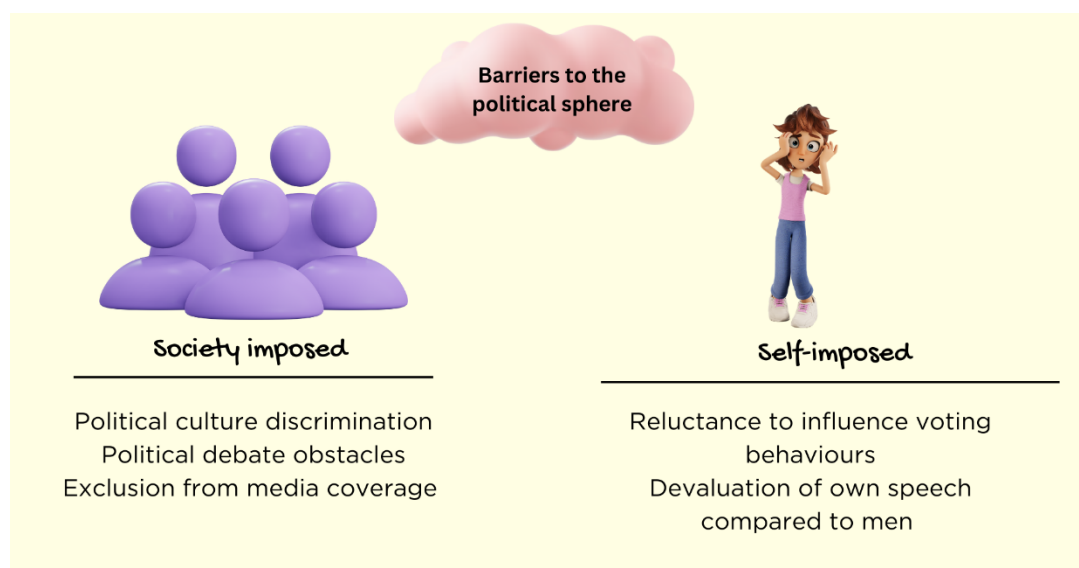 Barriers to the
political sphere
Society imposed
Political culture discrimination
Political debate obstacles
Exclusion from media coverage
Self-imposed
Reluctance to influence voting
behaviours
Devaluation of own speech
compared to men